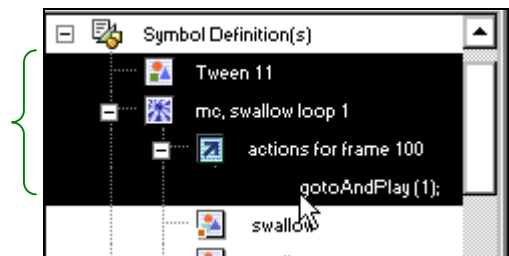 Symbol Definition(s)
Tween 11
mc, swallow loop 1
actions for frame 100
gotoAndPlay (1);
swallow